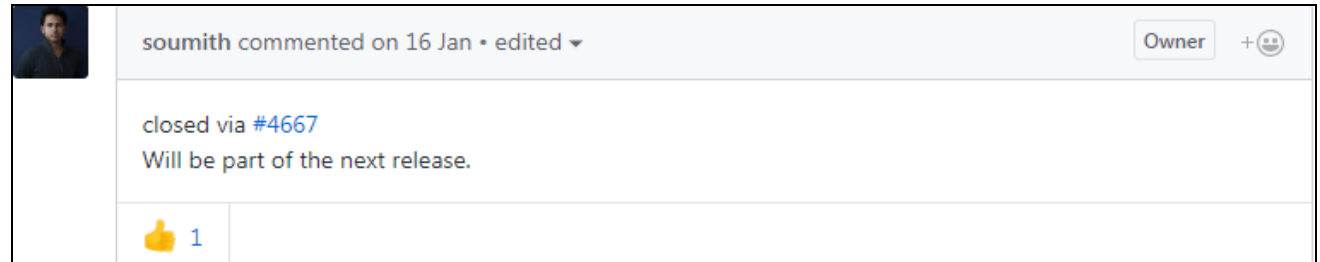 soumith commented on 16 Jan • edited Owner +
closed via #4667
Will be part of the next release.
1